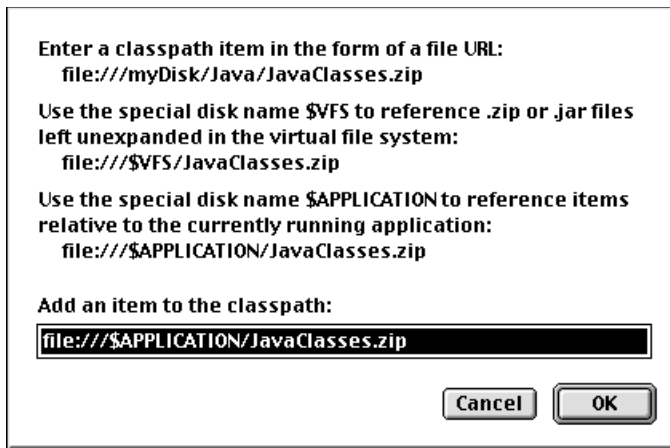 Enter a classpath item in the form of a file URL:
file:///myDisk/Java/JavaClasses.zip
Use the special disk name $VFS to reference .zip or .jar files
left unexpanded in the virtual file system:
file:///$VFS/JavaClasses.zip
Use the special disk name $APPLICATION to reference items
relative to the currently running application:
file:///$APPLICATION/JavaClasses.zip
Add an item to the classpath:
file:///$APPLICATION/JavaClasses.zip
Cancel OK